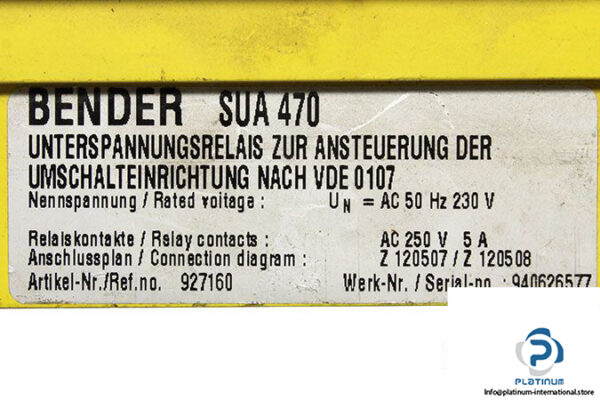 BENDER SUA 470
UNTERSPANNUNGSRELAIS ZUR ANSTEUERUNG DER
UMSCHALTEINRICHTUNG NACH VDE 0107
Nennspannung / Rated voltage : UN = AC 50 Hz 230 V
Relaiskontakte / Relay contacts : AC 250 V 5 A
Anschlussplan / Connection diagram : Z 120507 / Z 120508
Artikel-Nr./Ref.no. 927160 Werk-Nr. / Serial-no : 940626577
PLATINUM
Info@platinum-international.store